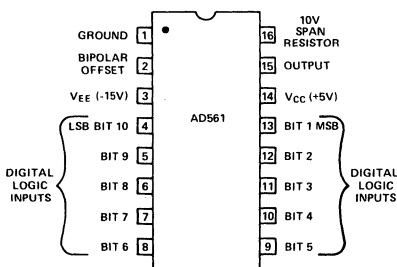 GROUND 1
BIPOLAR
OFFSET 2
VEE (-15V) 3
LSB BIT 10 4
BIT 9 5
BIT 8 6
BIT 7 7
BIT 6 8
DIGITAL
LOGIC
INPUTS
AD561
10V
SPAN
RESISTOR
16
15 OUTPUT
14 VCC (+5V)
13 BIT 1 MSB
12 BIT 2
11 BIT 3
10 BIT 4
9 BIT 5
DIGITAL
LOGIC
INPUTS